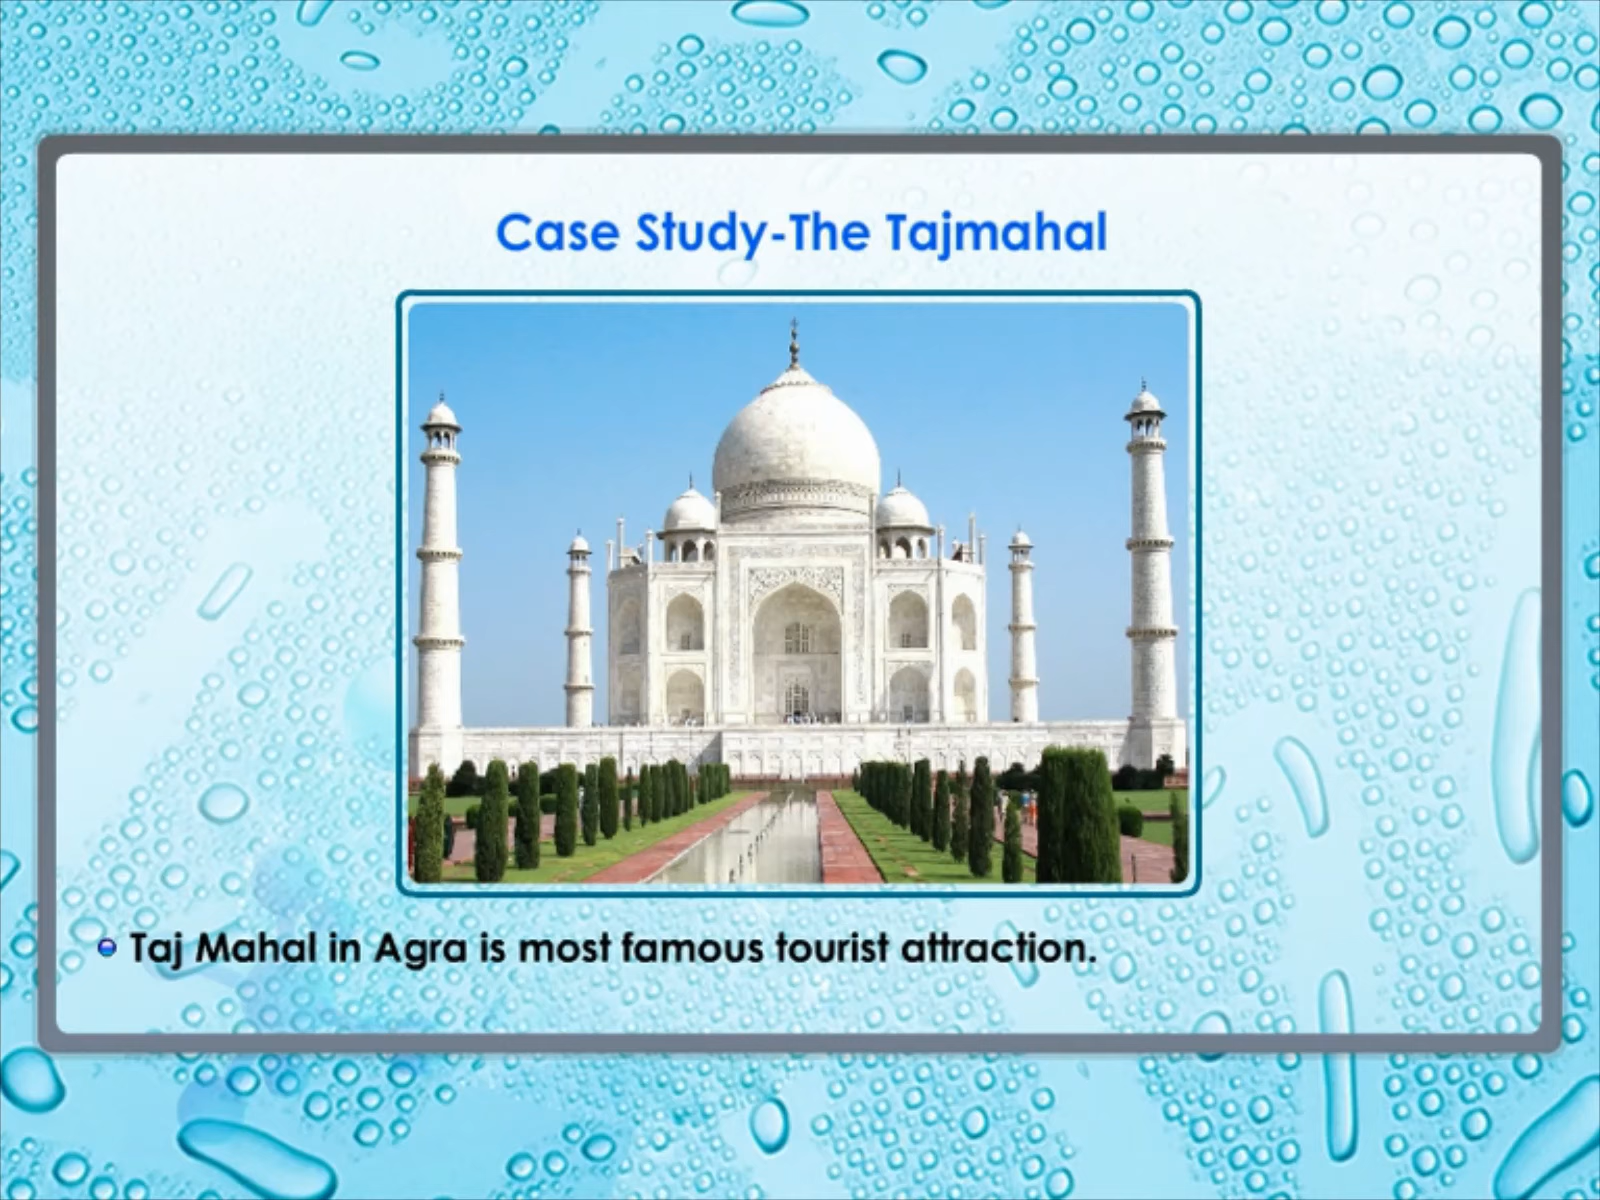 Case Study-The Tajmahal
Taj Mahal in Agra is most famous tourist attraction.